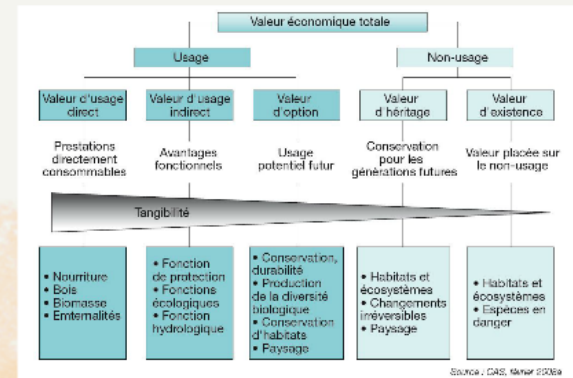 Valeur économique totale
Usage
Non-usage
Valeur d'usage
direct
Valeur d'usage
indirect
Valeur
d'option
Valeur
d'héritage
Valeur
d'existence
Prestations
directement
consommables
Avantages
fonctionnels
Usage
potentiel futur
Conservation
pour les
générations futures
Valeur placée sur
le non-usage
Tangibilité
• Nourriture
• Bois
• Biomasse
• Emternalités
• Fonction
de protection
• Fonctions
écologiques
• Fonction
hydrologique
• Conservation,
durabilité
• Production
de la diversité
biologique
• Conservation
d'habitats
• Paysage
• Habitats et
écosystèmes
• Changements
irréversibles
• Paysage
• Habitats et
écosystèmes
• Espèces en
danger
Source : CAS, février 2008a